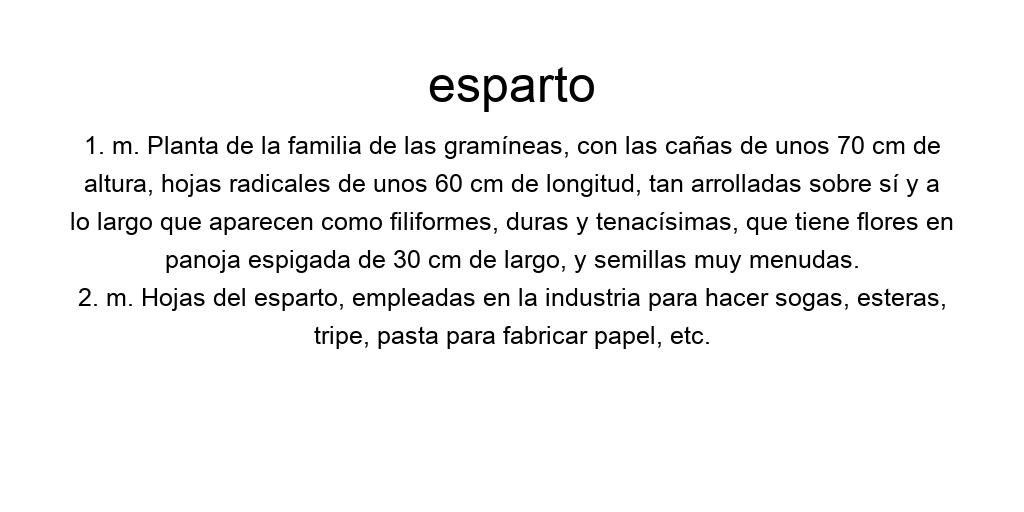 esparto
1. m. Planta de la familia de las gramíneas, con las cañas de unos 70 cm de
altura, hojas radicales de unos 60 cm de longitud, tan arrolladas sobre sí y a
lo largo que aparecen como filiformes, duras y tenacísimas, que tiene flores en
panoja espigada de 30 cm de largo, y semillas muy menudas.
2. m. Hojas del esparto, empleadas en la industria para hacer sogas, esteras,
tripe, pasta para fabricar papel, etc.